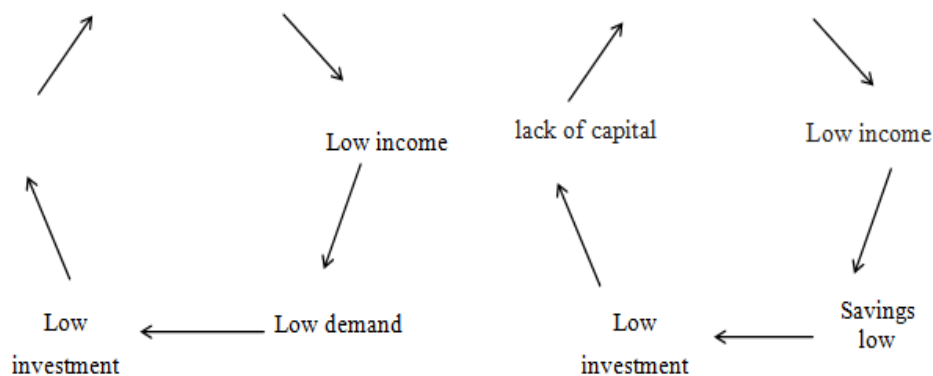 Low income
Low demand
Low
investment
lack of capital
Low income
Savings
low
Low
investment